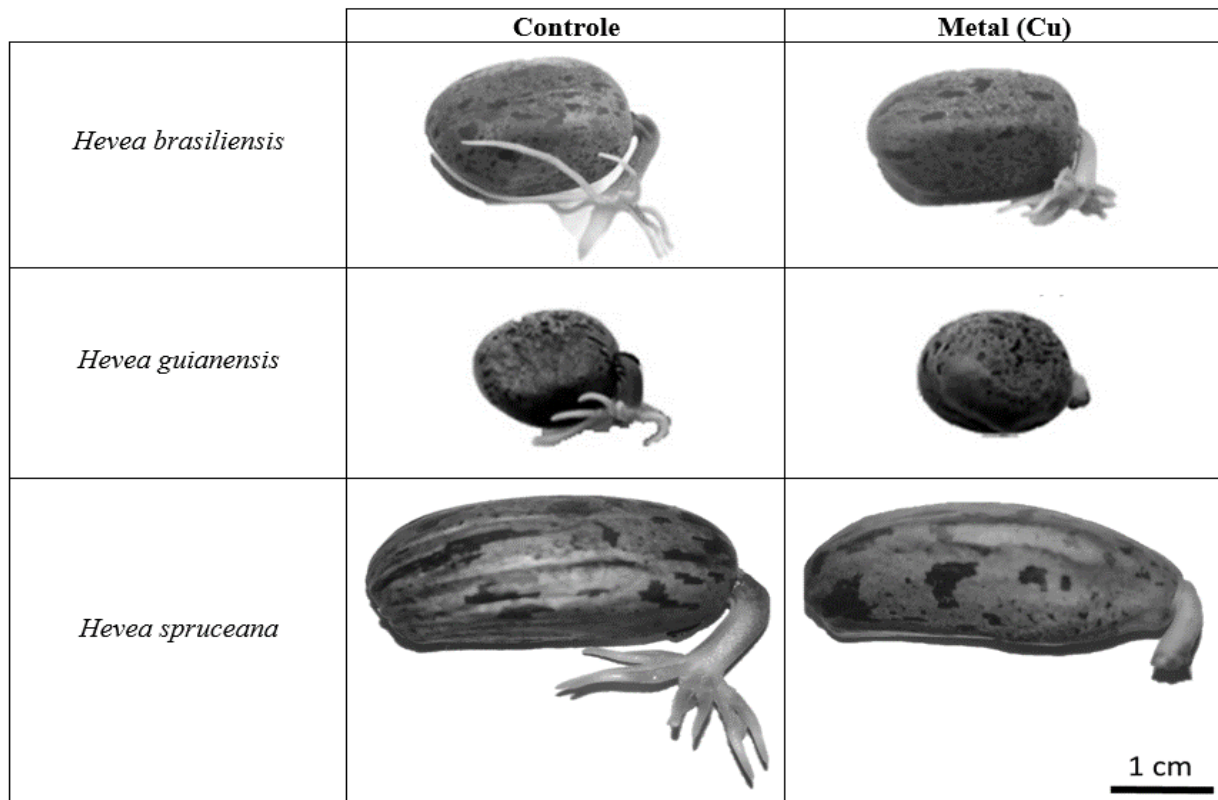 Controle
Metal (Cu)
Hevea brasiliensis
Hevea guianensis
Hevea spruceana
1 cm